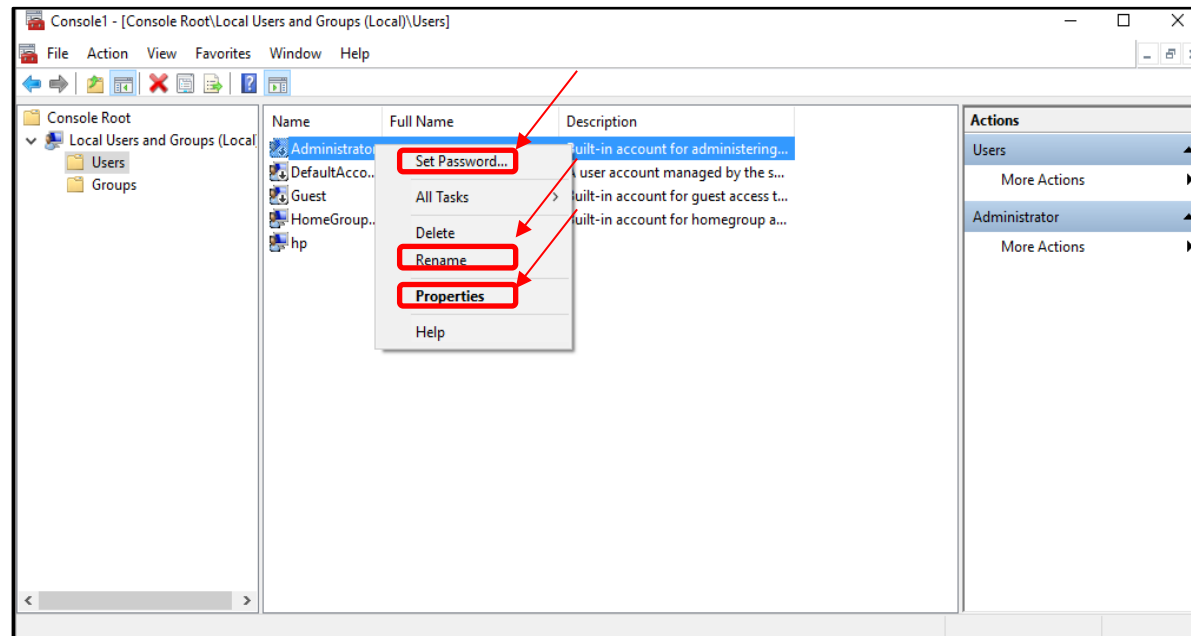 Console1 - [Console Root\Local Users and Groups (Local)\Users]
File Action View Favorites Window Help
Console Root
Local Users and Groups (Local
Users
Groups
Name Full Name Description
Administrator Built-in account for administering...
DefaultAcco... A user account managed by the s...
Guest Built-in account for guest access t...
HomeGroup... Built-in account for homegroup a...
hp
Set Password...
All Tasks
Delete
Rename
Properties
Help
Actions
Users
More Actions
Administrator
More Actions